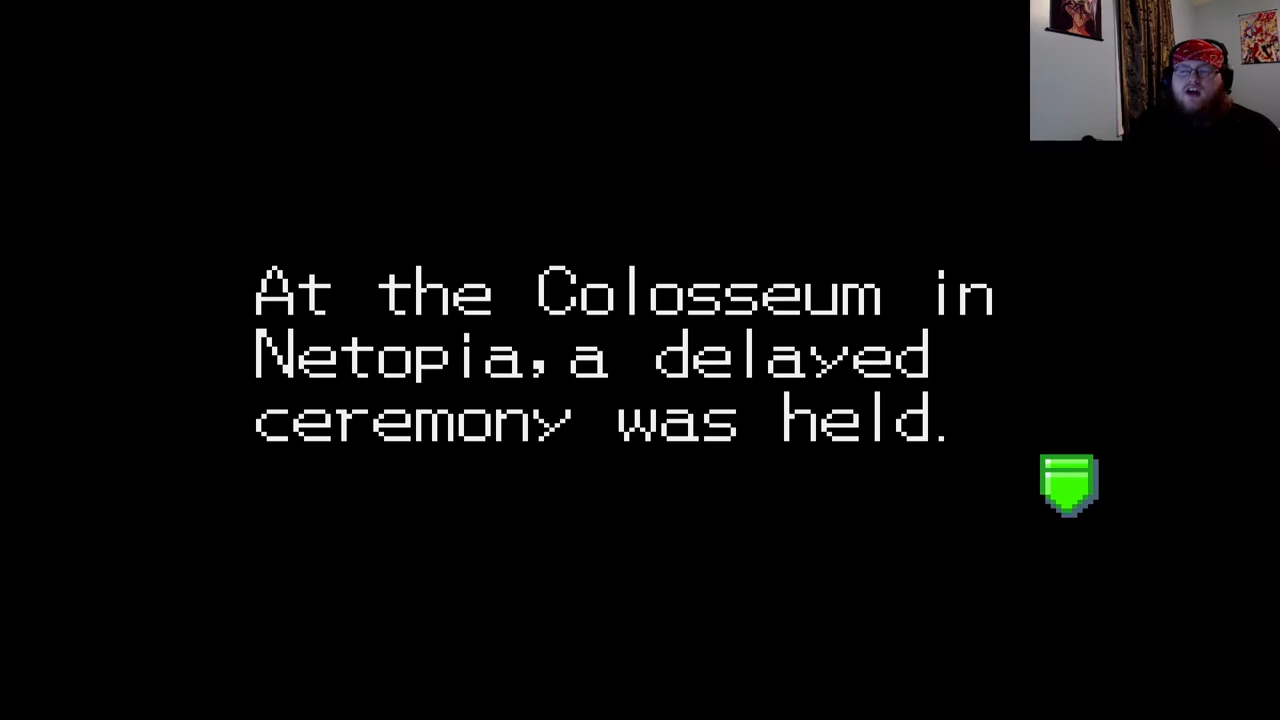 At the Colosseum in
Netopia,a delayed
ceremony was held.